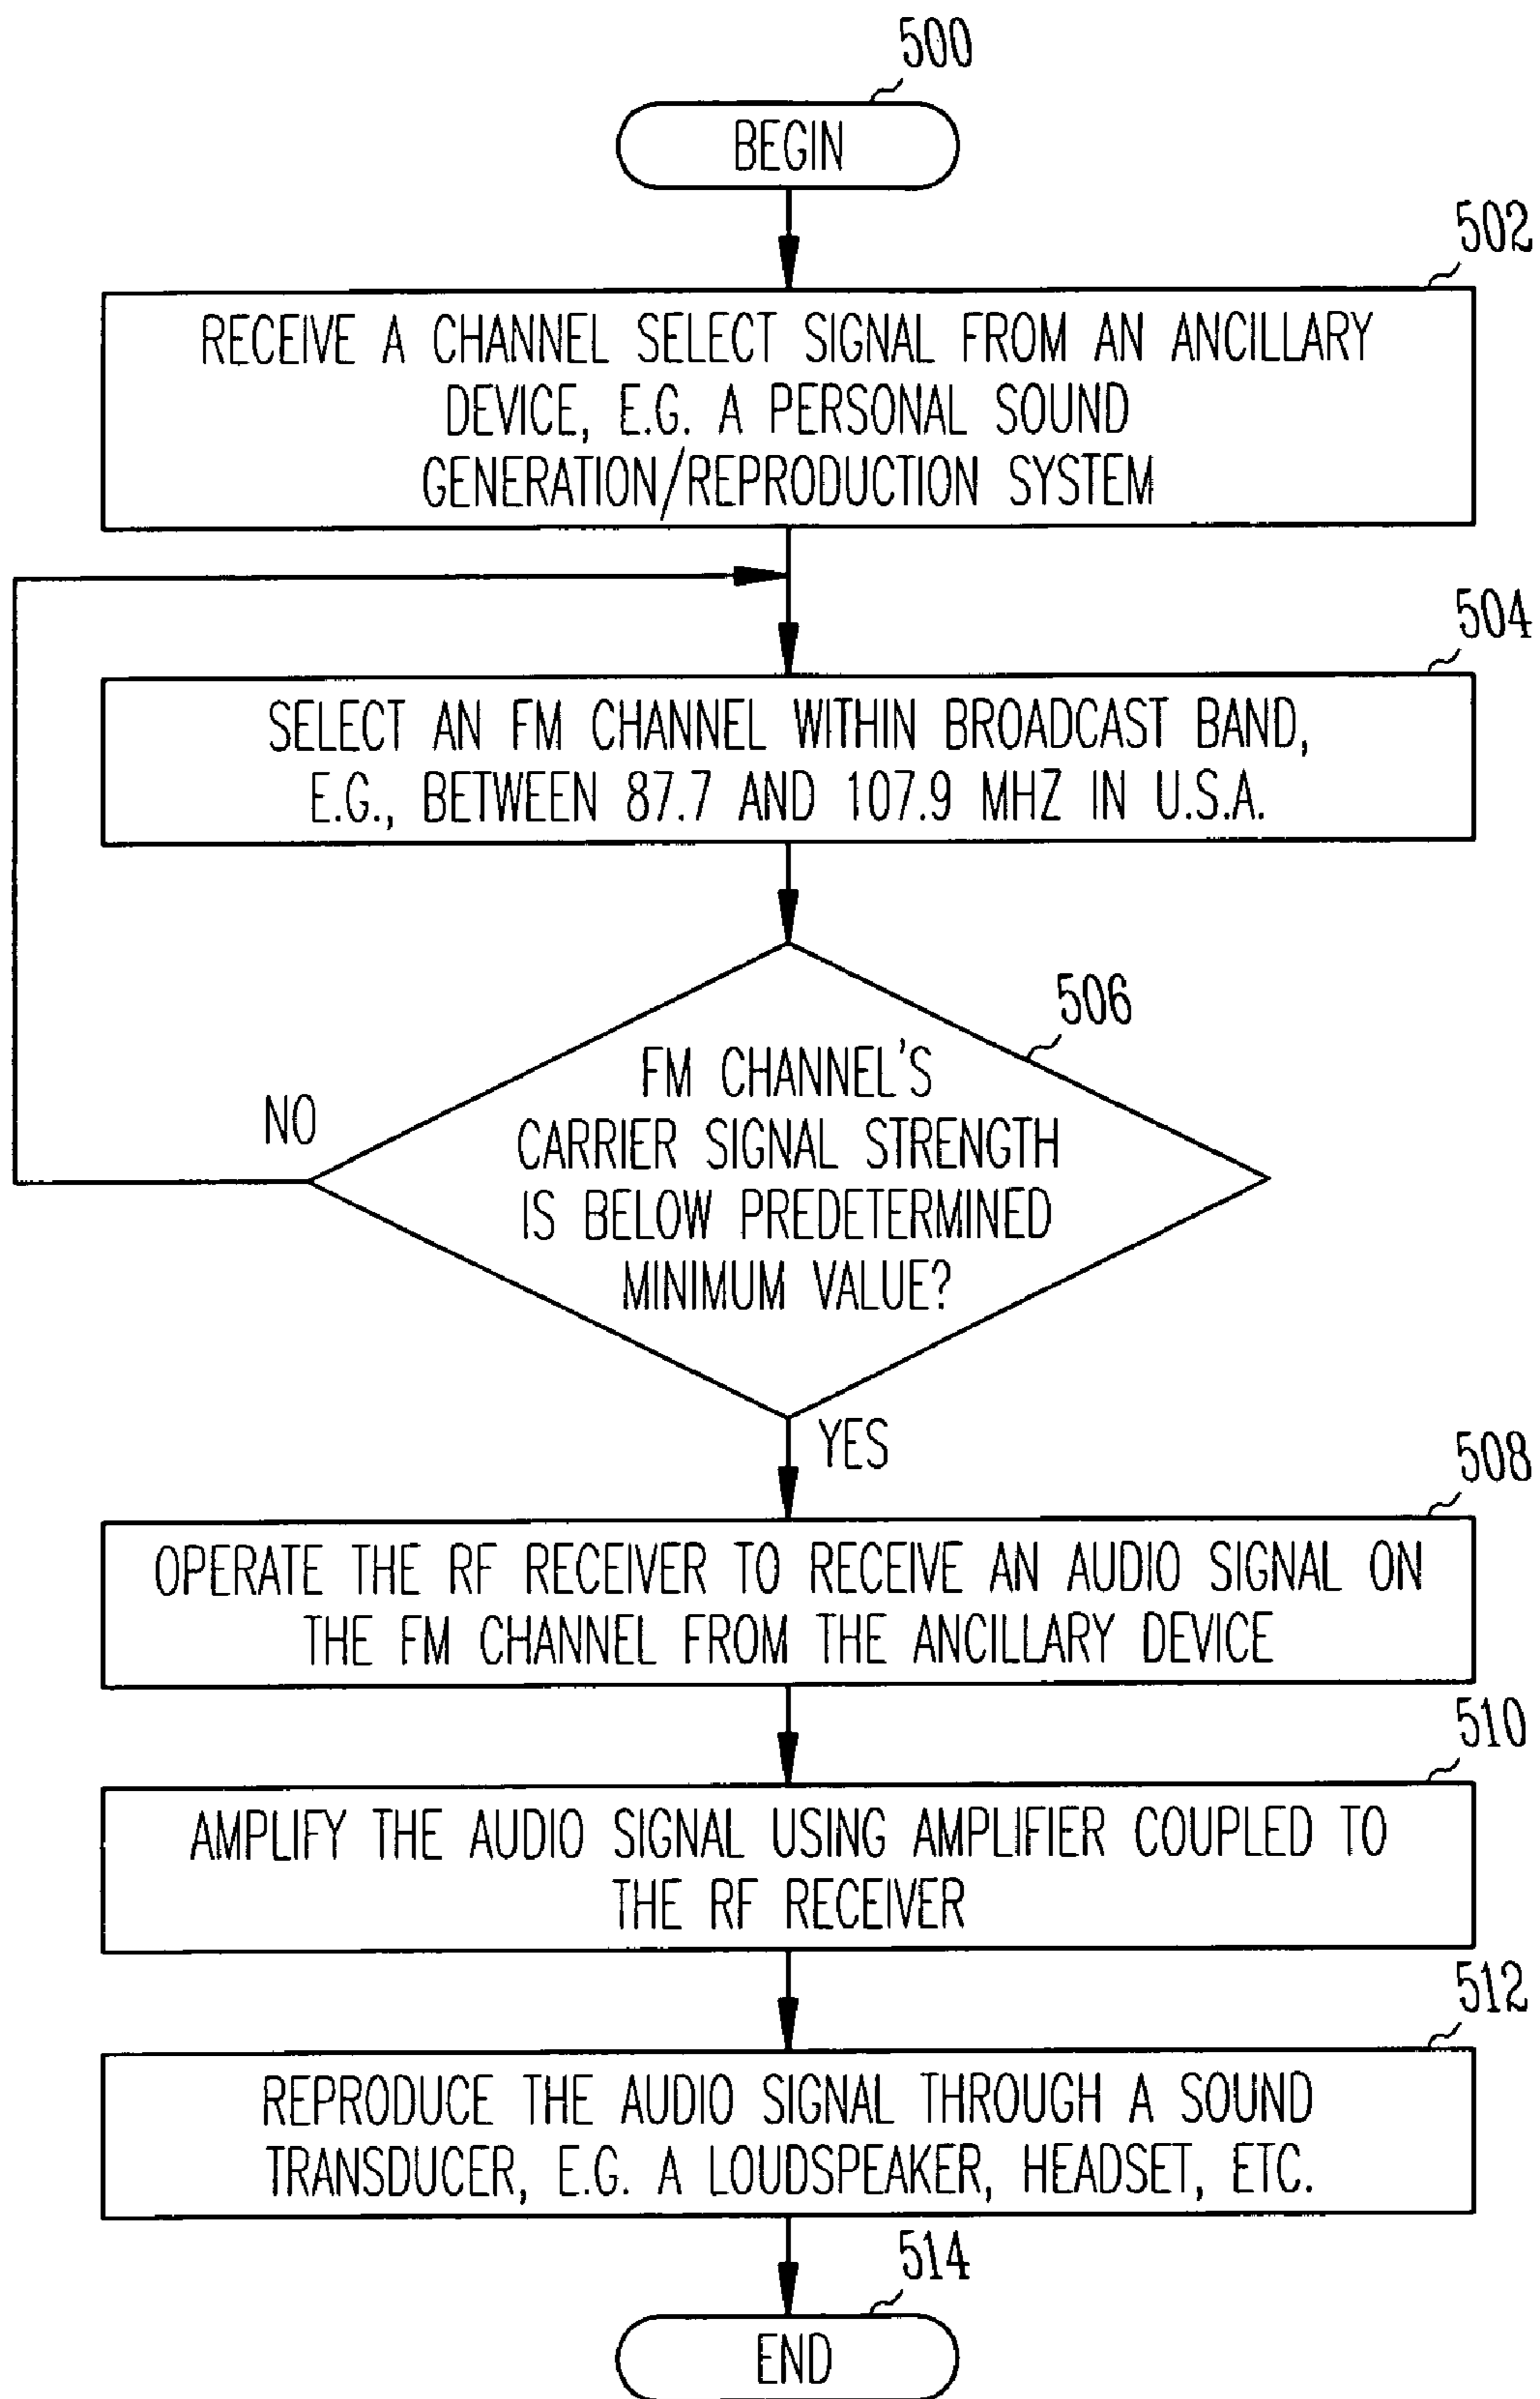 500
BEGIN
502
RECEIVE A CHANNEL SELECT SIGNAL FROM AN ANCILLARY
DEVICE, E.G. A PERSONAL SOUND
GENERATION/REPRODUCTION SYSTEM
504
SELECT AN FM CHANNEL WITHIN BROADCAST BAND,
E.G., BETWEEN 87.7 AND 107.9 MHZ IN U.S.A.
506
FM CHANNEL'S
CARRIER SIGNAL STRENGTH
IS BELOW PREDETERMINED
MINIMUM VALUE?
NO
YES
508
OPERATE THE RF RECEIVER TO RECEIVE AN AUDIO SIGNAL ON
THE FM CHANNEL FROM THE ANCILLARY DEVICE
510
AMPLIFY THE AUDIO SIGNAL USING AMPLIFIER COUPLED TO
THE RF RECEIVER
512
REPRODUCE THE AUDIO SIGNAL THROUGH A SOUND
TRANSDUCER, E.G. A LOUDSPEAKER, HEADSET, ETC.
514
END